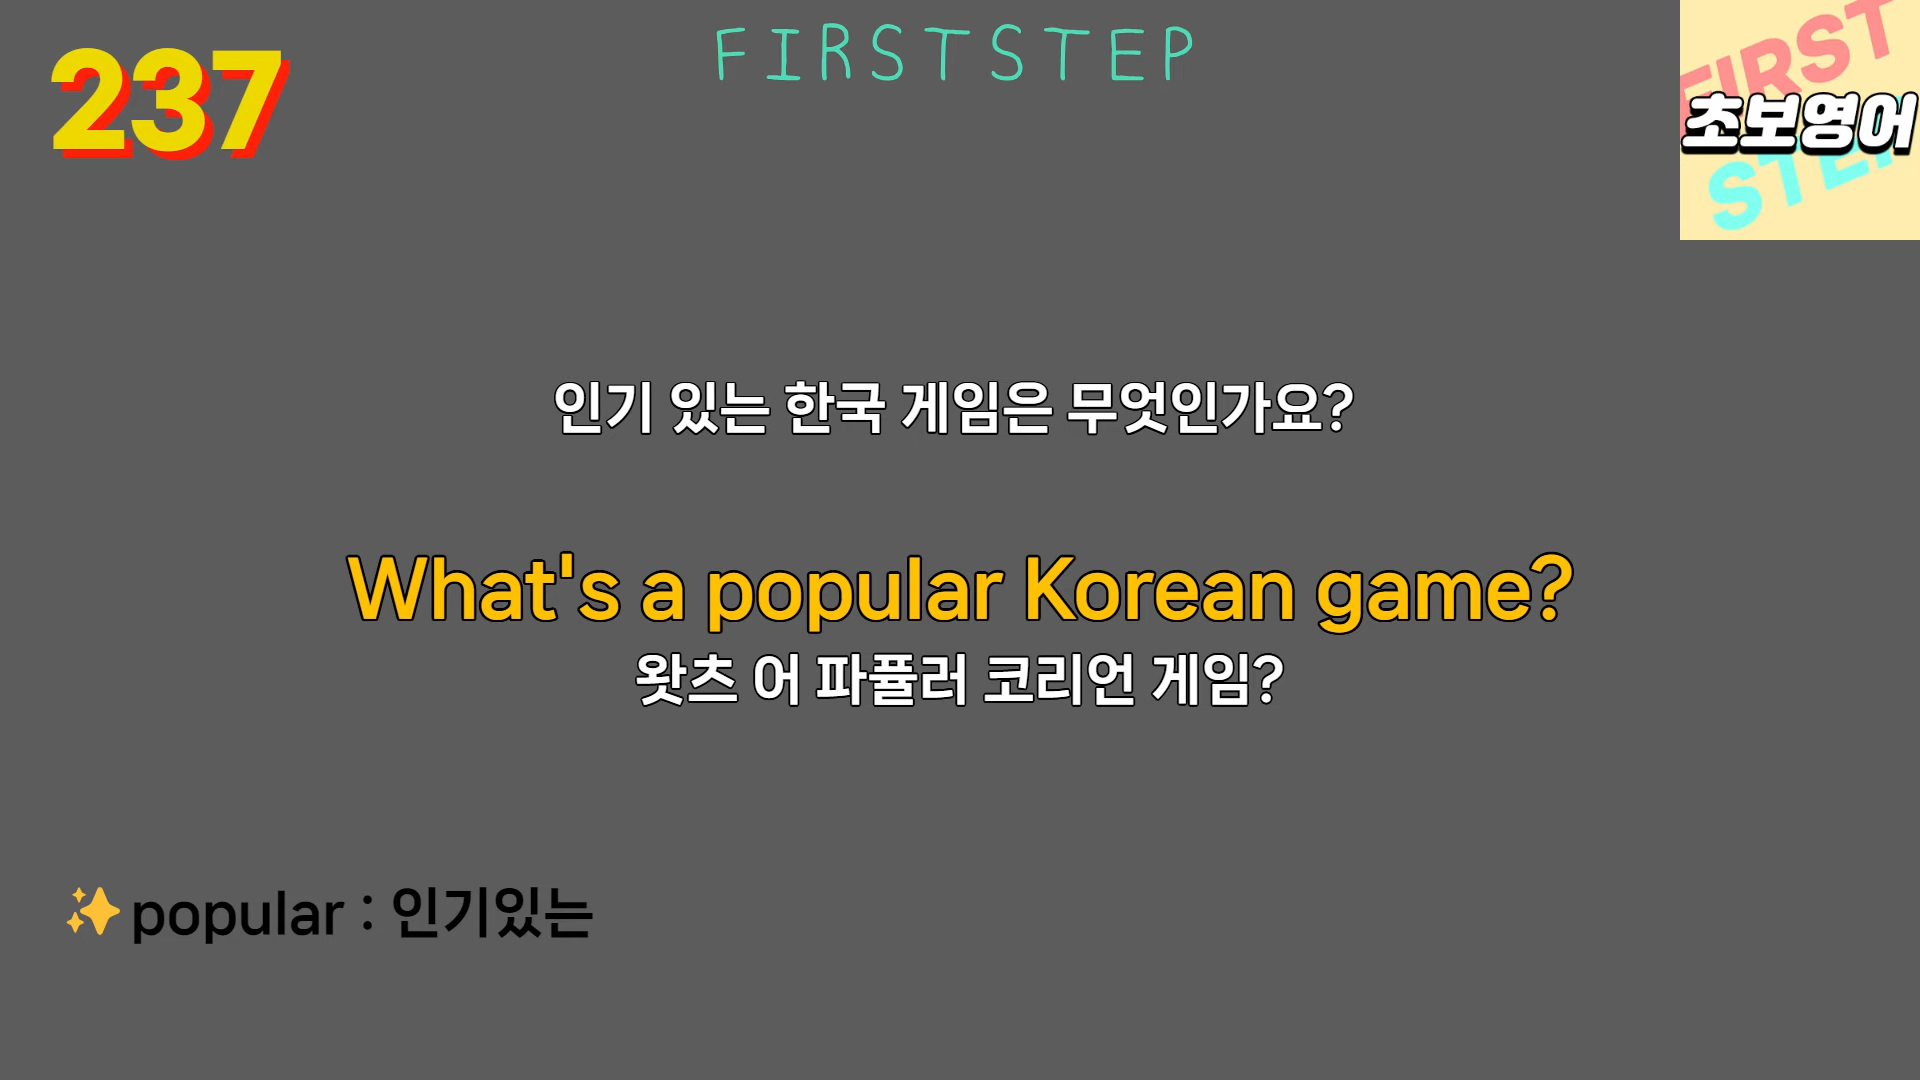 237
FIRSTSTEP
FIRST
초보영어
STEP
인기 있는 한국 게임은 무엇인가요?
What's a popular Korean game?
왓츠 어 파퓰러 코리언 게임?
✨popular : 인기있는